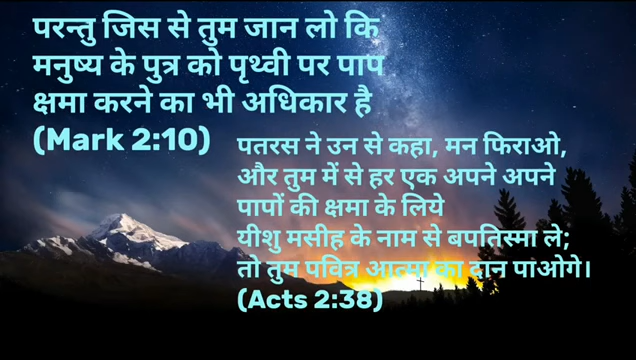 परन्तु जिस से तुम जान लो कि
मनुष्य के पुत्र को पृथ्वी पर पाप
क्षमा करने का भी अधिकार है
(Mark 2:10)
पतरस ने उन से कहा, मन फिराओ,
और तुम में से हर एक अपने अपने
पापों की क्षमा के लिये
यीशु मसीह के नाम से बपतिस्मा ले;
तो तुम पवित्र आत्मा का दान पाओगे।
(Acts 2:38)